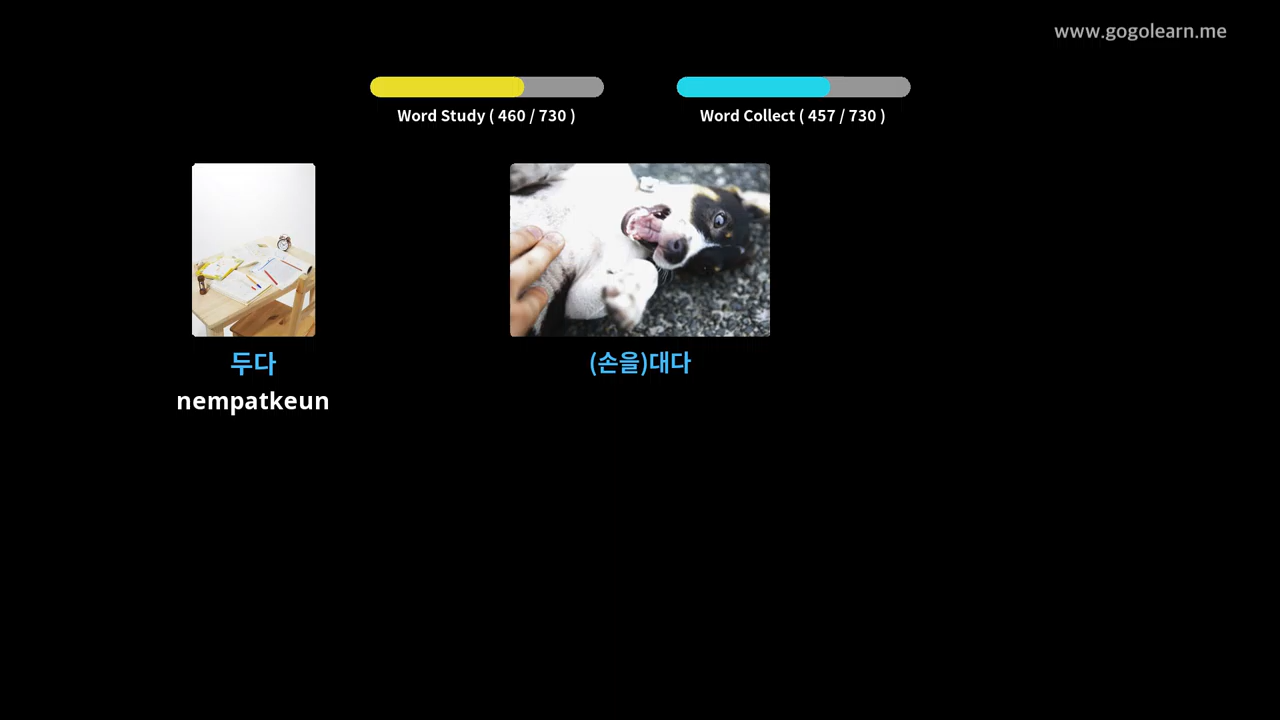 www.gogolearn.me
Word Study ( 460 / 730 )
Word Collect ( 457 / 730 )
두다
(손을)대다
nempatkeun